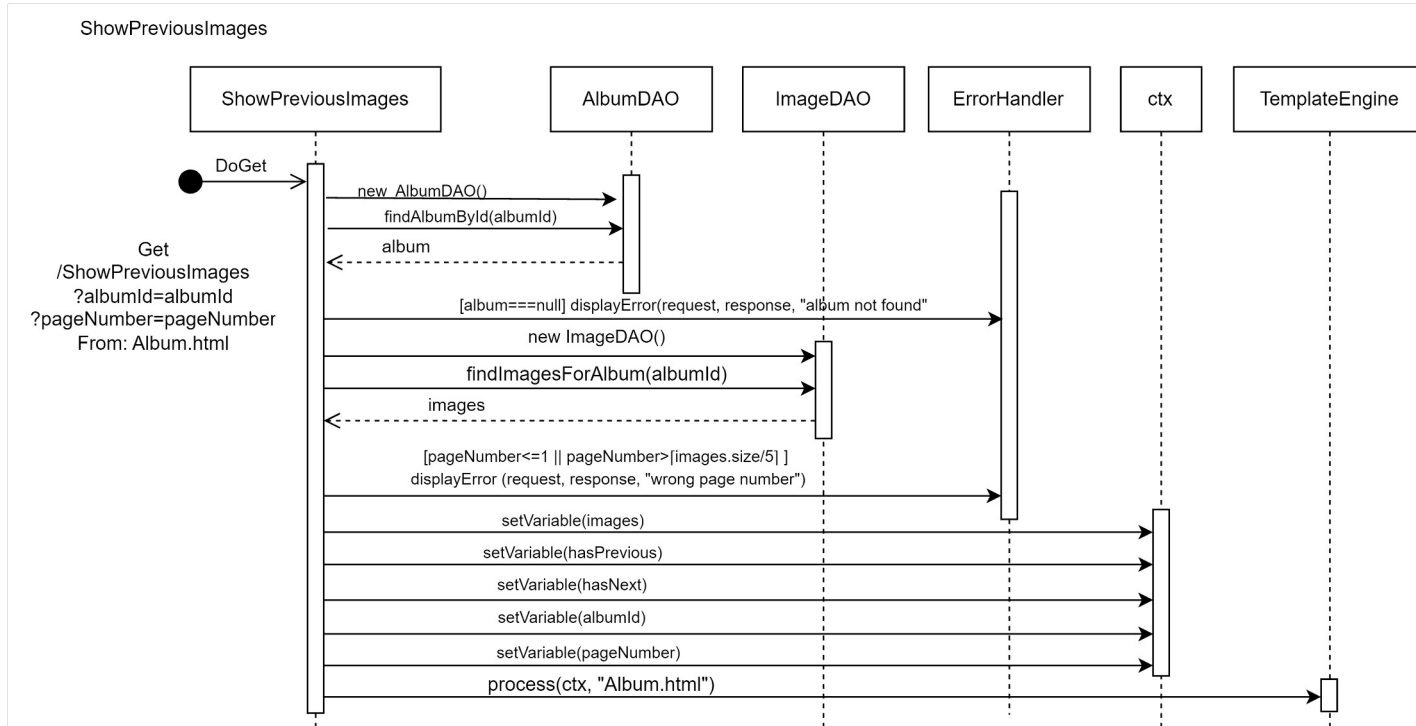 ShowPreviousImages
ShowPreviousImages
AlbumDAO
ImageDAO
ErrorHandler
ctx
TemplateEngine
DoGet
new AlbumDAO()
findAlbumById(albumId)
album
Get
/ShowPreviousImages
?albumId=albumId
?pageNumber=pageNumber
From: Album.html
[album===null] displayError(request, response, "album not found"
new ImageDAO()
findImagesForAlbum(albumId)
images
[pageNumber<=1 || pageNumber>⌈images.size/5⌉ ]
displayError (request, response, "wrong page number")
setVariable(images)
setVariable(hasPrevious)
setVariable(hasNext)
setVariable(albumId)
setVariable(pageNumber)
process(ctx, "Album.html")